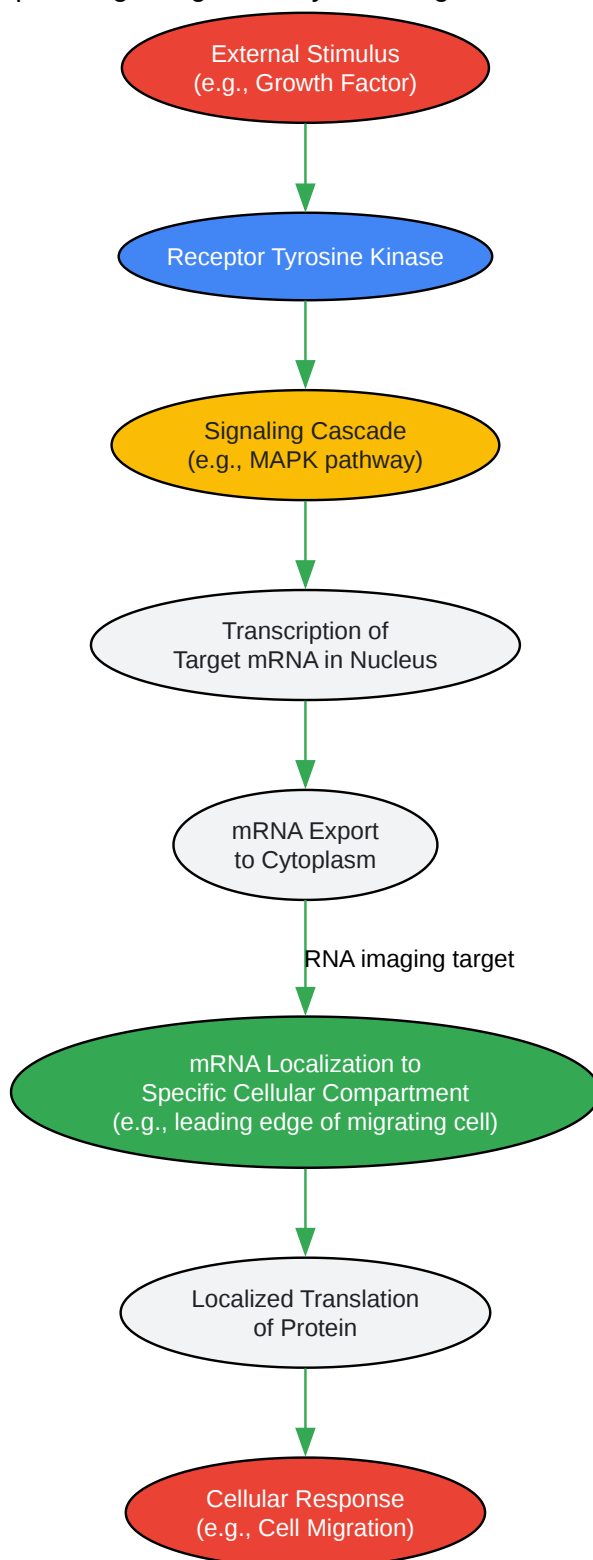 External Stimulus
(e.g., Growth Factor)
Receptor Tyrosine Kinase
Signaling Cascade
(e.g., MAPK pathway)
Transcription of
Target mRNA in Nucleus
mRNA Export
to Cytoplasm
RNA imaging target
mRNA Localization to
Specific Cellular Compartment
(e.g., leading edge of migrating cell)
Localized Translation
of Protein
Cellular Response
(e.g., Cell Migration)